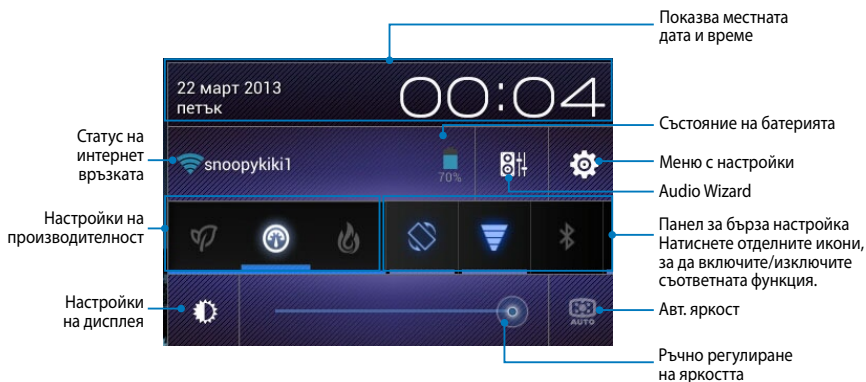 Показва местната
дата и време
22 март 2013
петък
00:04
Статус на
интернет
връзката
snoopykiki1
70%
Състояние на батерията
Меню с настройки
Audio Wizard
Настройки на
производителност
Панел за бърза настройка
Натиснете отделните икони,
за да включите/изключите
съответната функция.
Настройки
на дисплея
AUTO
Авт. яркост
Ръчно регулиране
на яркостта